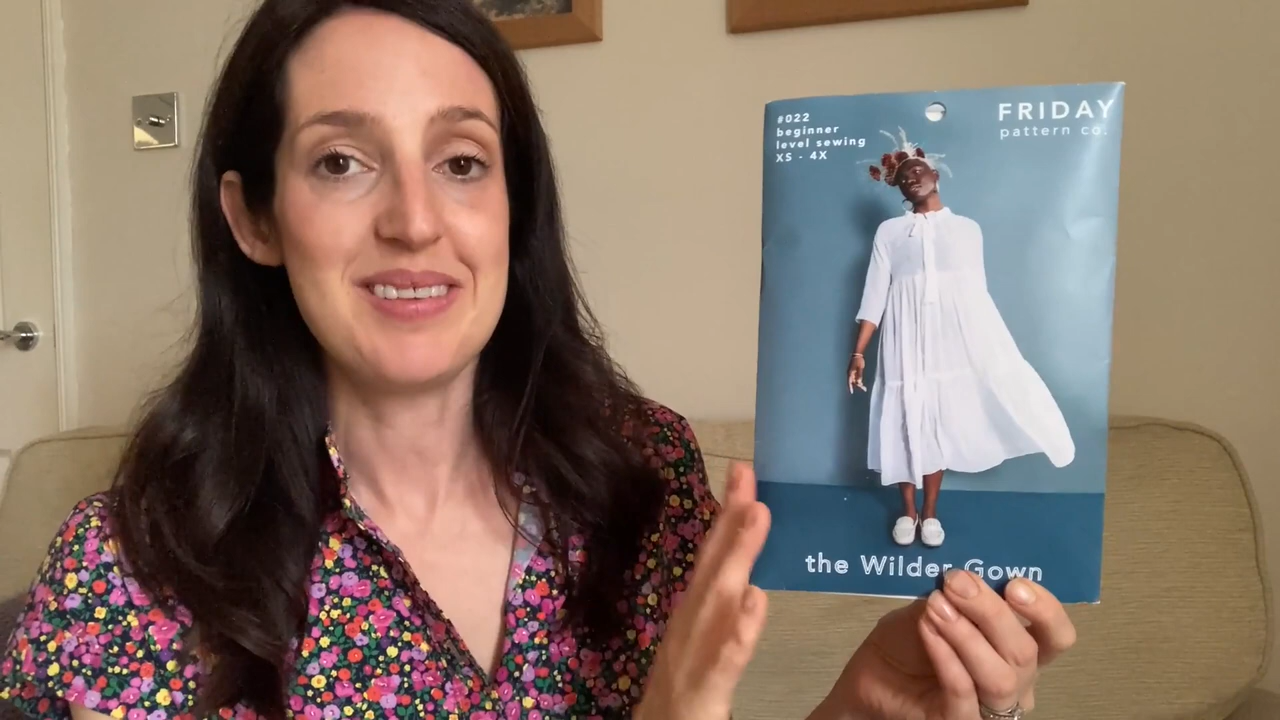 #022
beginner
level sewing
XS - 4X
FRIDAY
pattern co.
the Wilder Gown